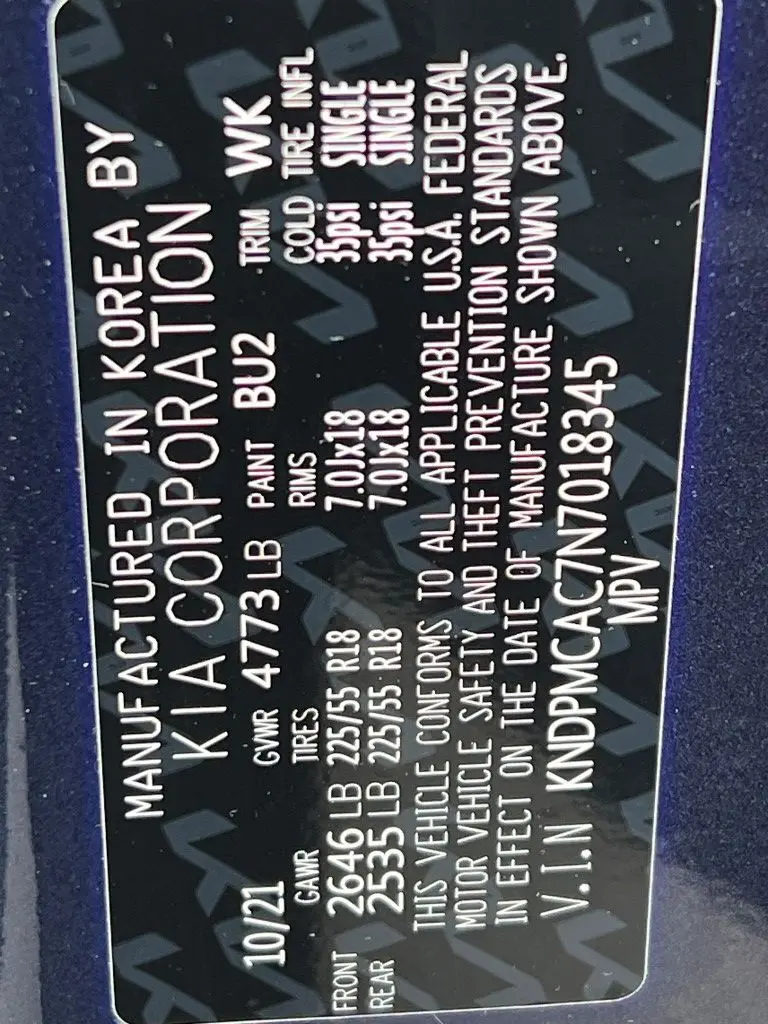 MANUFACTURED IN KOREA BY
KIA CORPORATION
10/21 GVWR 4773 LB PAINT BU2 TRIM WK
GAWR TIRES RIMS COLD TIRE INFL
FRONT 2646 LB 225/55 R18 7.0Jx18 35psi SINGLE
REAR 2535 LB 225/55 R18 7.0Jx18 35psi SINGLE
THIS VEHICLE CONFORMS TO ALL APPLICABLE U.S.A. FEDERAL
MOTOR VEHICLE SAFETY AND THEFT PREVENTION STANDARDS
IN EFFECT ON THE DATE OF MANUFACTURE SHOWN ABOVE.
V.I.N KNDPMCAC7N7018345
MPV